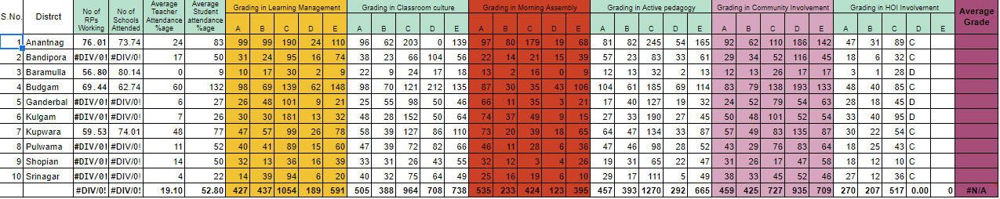 S.No. Distrct No of RPs Working No of Schools Attended Average Teacher Attendance %age Average Student attendance %age Grading in Learning Management Grading in Classroom culture Grading in Morning Assembly Grading in Active pedagogy Grading in Community Involvement Grading in HOI Involvement Average Grade
A B C D E A B C D E A B C D E A B C D E A B C D E A B C D E
1 Anantnag 76.01 73.74 24 83 99 99 190 24 110 96 62 203 0 139 97 80 179 19 68 81 82 245 54 165 92 62 110 186 142 47 31 89 C
2 Bandipora #DIV/0! #DIV/0! 17 50 31 24 95 16 74 38 23 66 104 56 22 14 21 15 39 57 23 83 33 61 29 34 52 116 45 18 6 32 C
3 Baramulla 56.80 80.14 0 9 10 17 30 2 9 22 9 24 17 18 13 2 16 0 9 12 13 32 2 13 12 13 26 17 17 3 1 28 D
4 Budgam 69.44 62.74 60 132 98 69 139 62 148 98 70 121 212 135 87 30 35 43 106 104 61 185 69 114 83 79 138 193 133 48 40 85 C
5 Ganderbal #DIV/0! #DIV/0! 6 27 26 48 101 9 21 25 55 98 50 46 66 11 35 3 21 17 40 127 19 32 24 52 79 54 63 28 18 45 D
6 Kulgam #DIV/0! #DIV/0! 7 26 30 30 181 13 32 48 28 152 50 64 74 37 49 9 15 27 33 190 27 45 50 48 101 52 54 33 40 95 D
7 Kupwara 59.53 74.01 48 77 47 57 99 26 78 58 39 127 86 110 73 20 39 18 65 64 47 134 33 87 57 49 83 135 87 30 22 54 C
8 Pulwama #DIV/0! #DIV/0! 11 52 40 41 89 15 60 47 39 72 82 66 46 11 28 6 36 47 46 98 28 52 43 29 76 83 64 18 25 43 C
9 Shopian #DIV/0! #DIV/0! 14 50 32 13 36 16 39 33 31 26 43 55 32 12 3 4 26 19 31 65 22 47 31 26 17 47 58 18 12 10 C
10 Srinagar #DIV/0! #DIV/0! 4 22 14 39 94 6 20 40 32 75 64 49 25 16 19 6 10 29 17 111 5 49 38 33 45 52 46 27 12 36 C
#DIV/0! #DIV/0! 19.10 52.80 427 437 1054 189 591 505 388 964 708 738 535 233 424 123 395 457 393 1270 292 665 459 425 727 935 709 270 207 517 0.00 0 #N/A